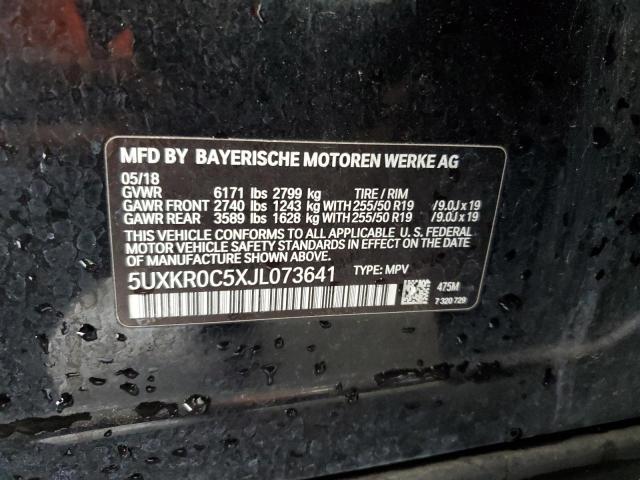 MFD BY BAYERISCHE MOTOREN WERKE AG
05/18
GVWR 6171 lbs 2799 kg TIRE / RIM
GAWR FRONT 2740 lbs 1243 kg WITH 255/50 R19 /9.0J x 19
GAWR REAR 3589 lbs 1628 kg WITH 255/50 R19 /9.0J x 19
THIS VEHICLE CONFORMS TO ALL APPLICABLE U. S. FEDERAL
MOTOR VEHICLE SAFETY STANDARDS IN EFFECT ON THE DATE
OF MANUFACTURE SHOWN ABOVE.
5UXKR0C5XJL073641 TYPE: MPV
475M
7 320 729